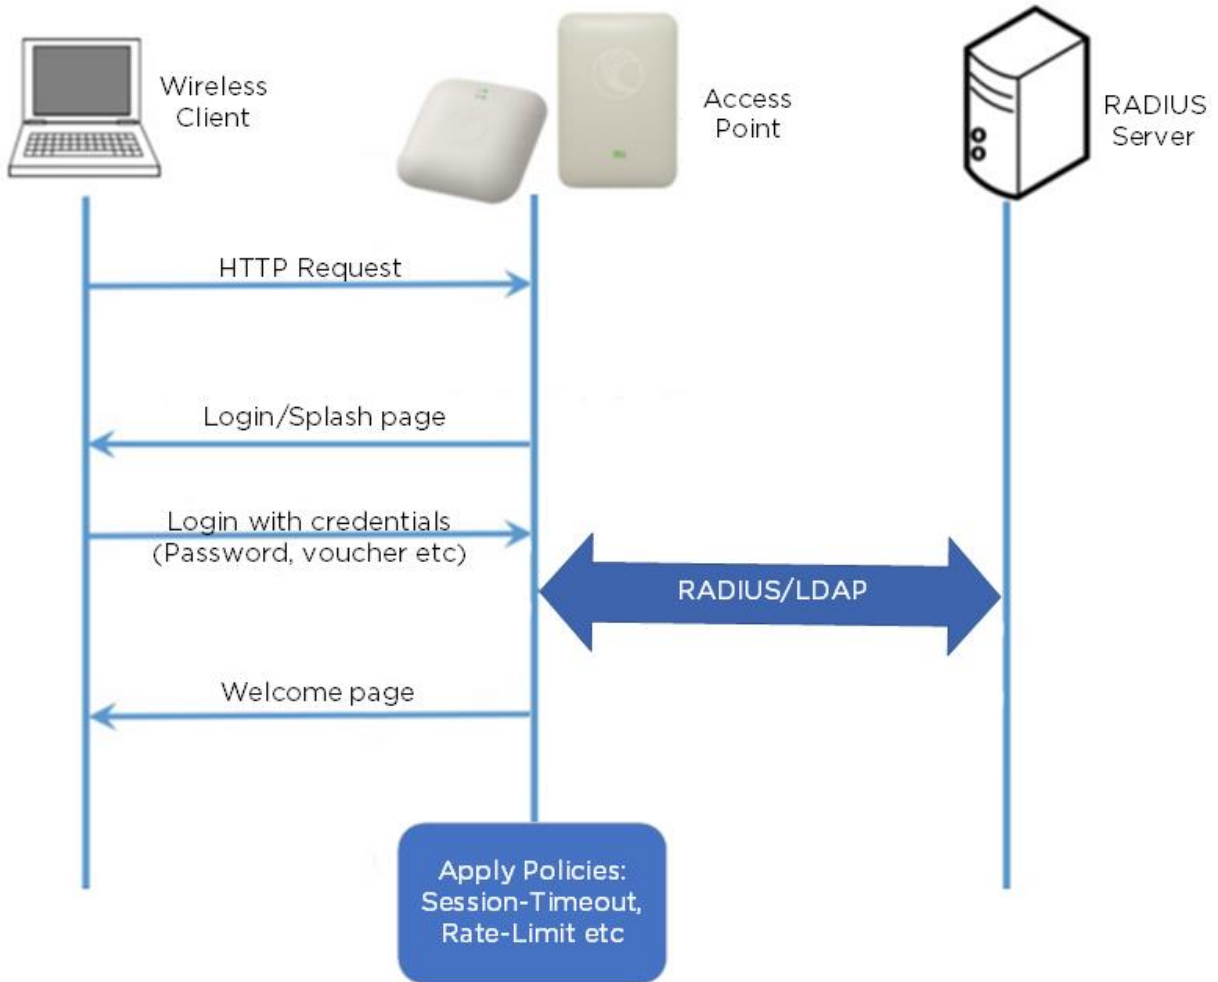 Wireless
Client
Access
Point
RADIUS
Server
HTTP Request
Login/Splash page
Login with credentials
(Password, voucher etc)
RADIUS/LDAP
Welcome page
Apply Policies:
Session-Timeout,
Rate-Limit etc